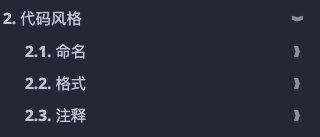 2. 代码风格
2.1. 命名
2.2. 格式
2.3. 注释